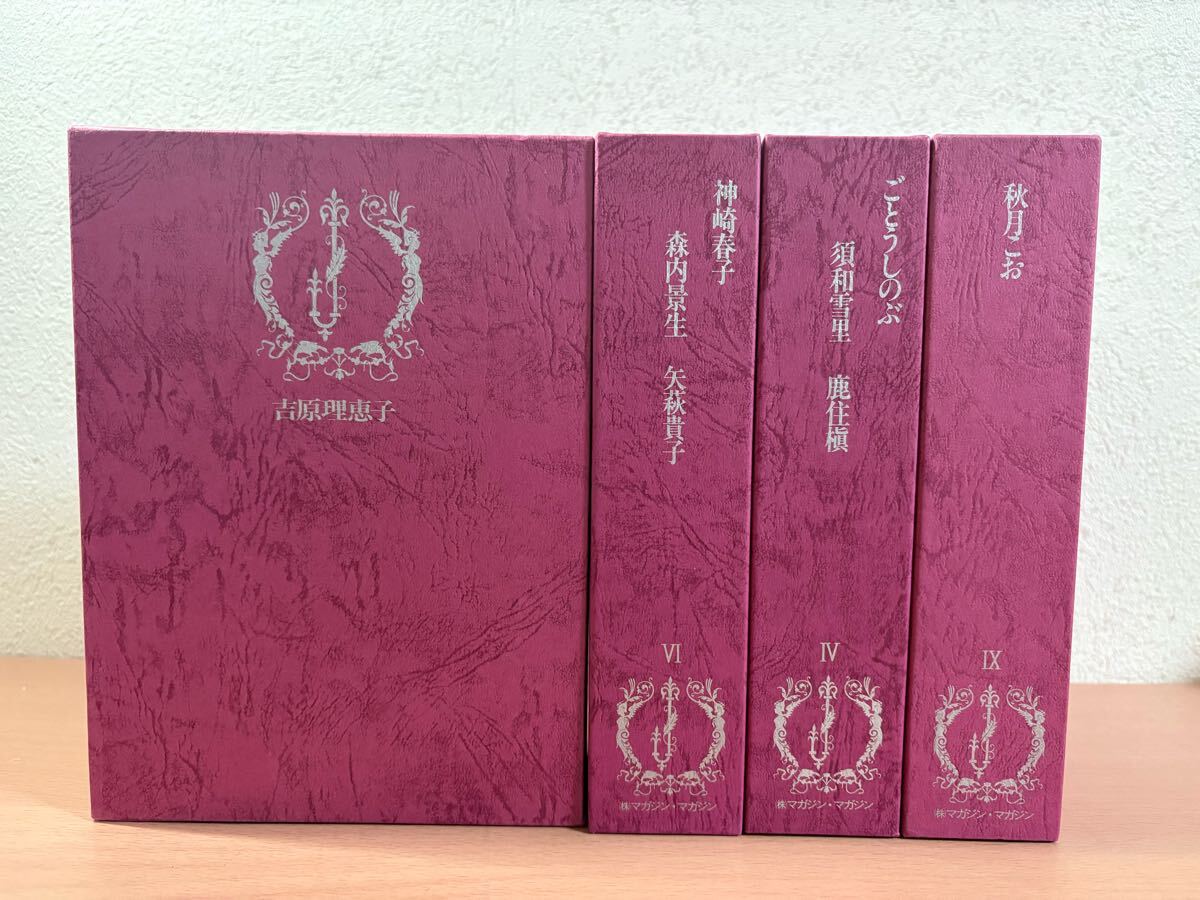 吉原理恵子
神崎春子
森内景生 矢萩貴子
VI
㈱マガジン・マガジン
ごとうしのぶ
須和雪里 鹿住槇
IV
㈱マガジン・マガジン
秋月こお
IX
㈱マガジン・マガジン